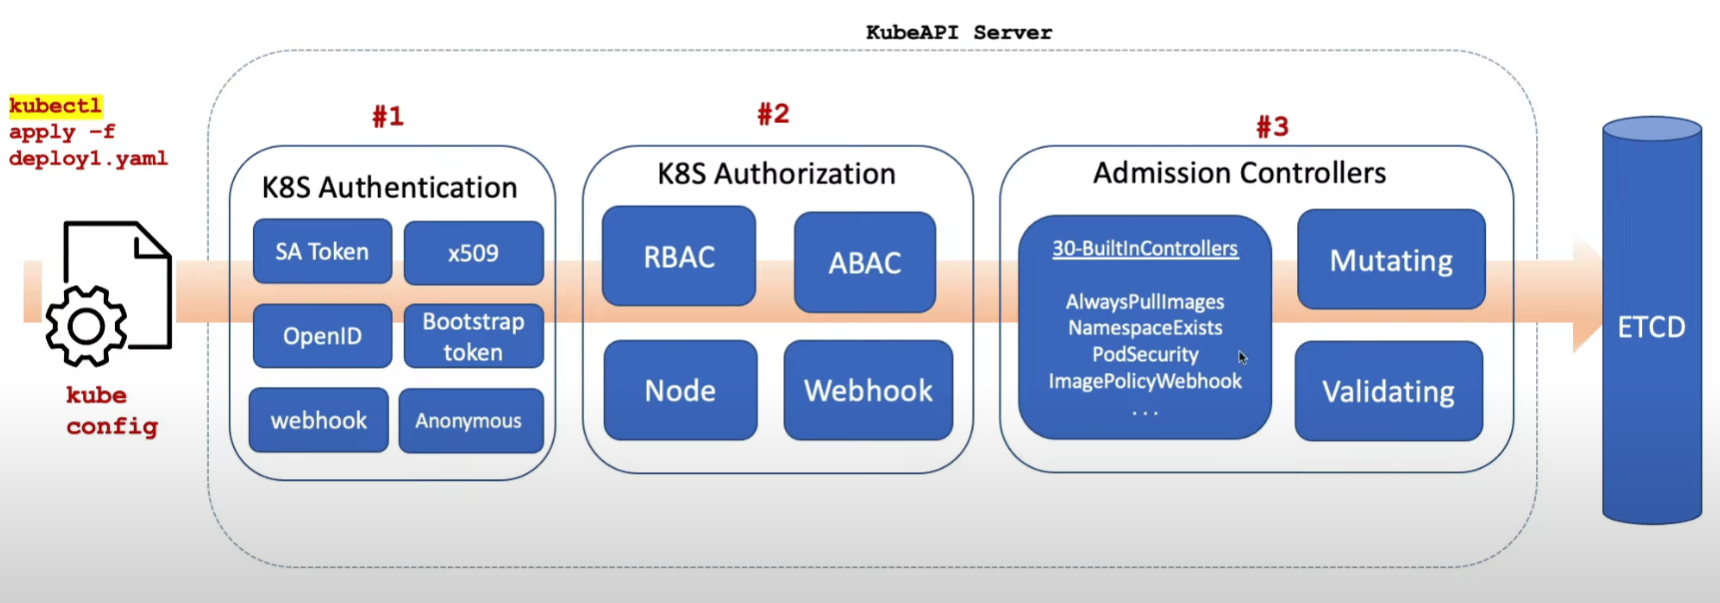 KubeAPI Server
kubectl
apply –f
deploy1.yaml
kube
config
#1
K8S Authentication
SA Token
x509
OpenID
Bootstrap
token
webhook
Anonymous
#2
K8S Authorization
RBAC
ABAC
Node
Webhook
#3
Admission Controllers
30-BuiltInControllers
AlwaysPullImages
NamespaceExists
PodSecurity
ImagePolicyWebhook
. . .
Mutating
Validating
ETCD